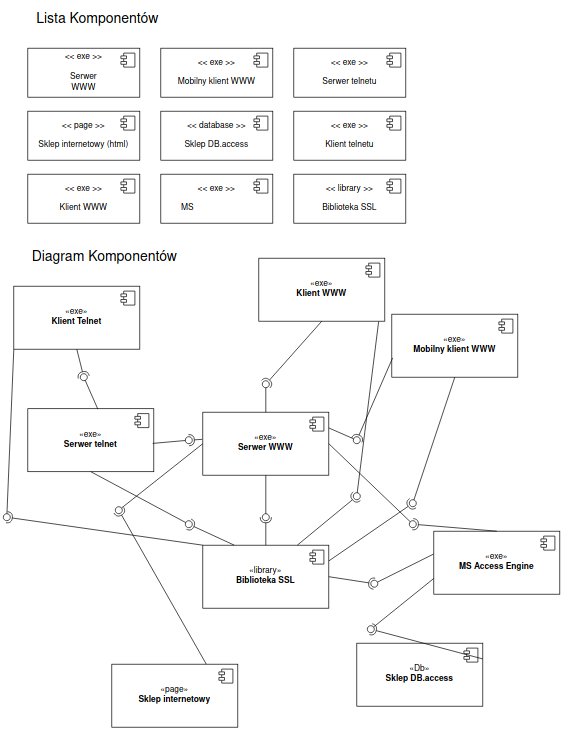 Lista Komponentów
<< exe >>
Serwer
WWW
<< exe >>
Mobilny klient WWW
<< exe >>
Serwer telnetu
<< page >>
Sklep internetowy (html)
<< database >>
Sklep DB.access
<< exe >>
Klient telnetu
<< exe >>
Klient WWW
<< exe >>
MS
<< library >>
Biblioteka SSL
Diagram Komponentów
«exe»
Klient WWW
«exe»
Klient Telnet
«exe»
Mobilny klient WWW
«exe»
Serwer telnet
«exe»
Serwer WWW
«exe»
MS Access Engine
«library»
Biblioteka SSL
«Db»
Sklep DB.access
«page»
Sklep internetowy